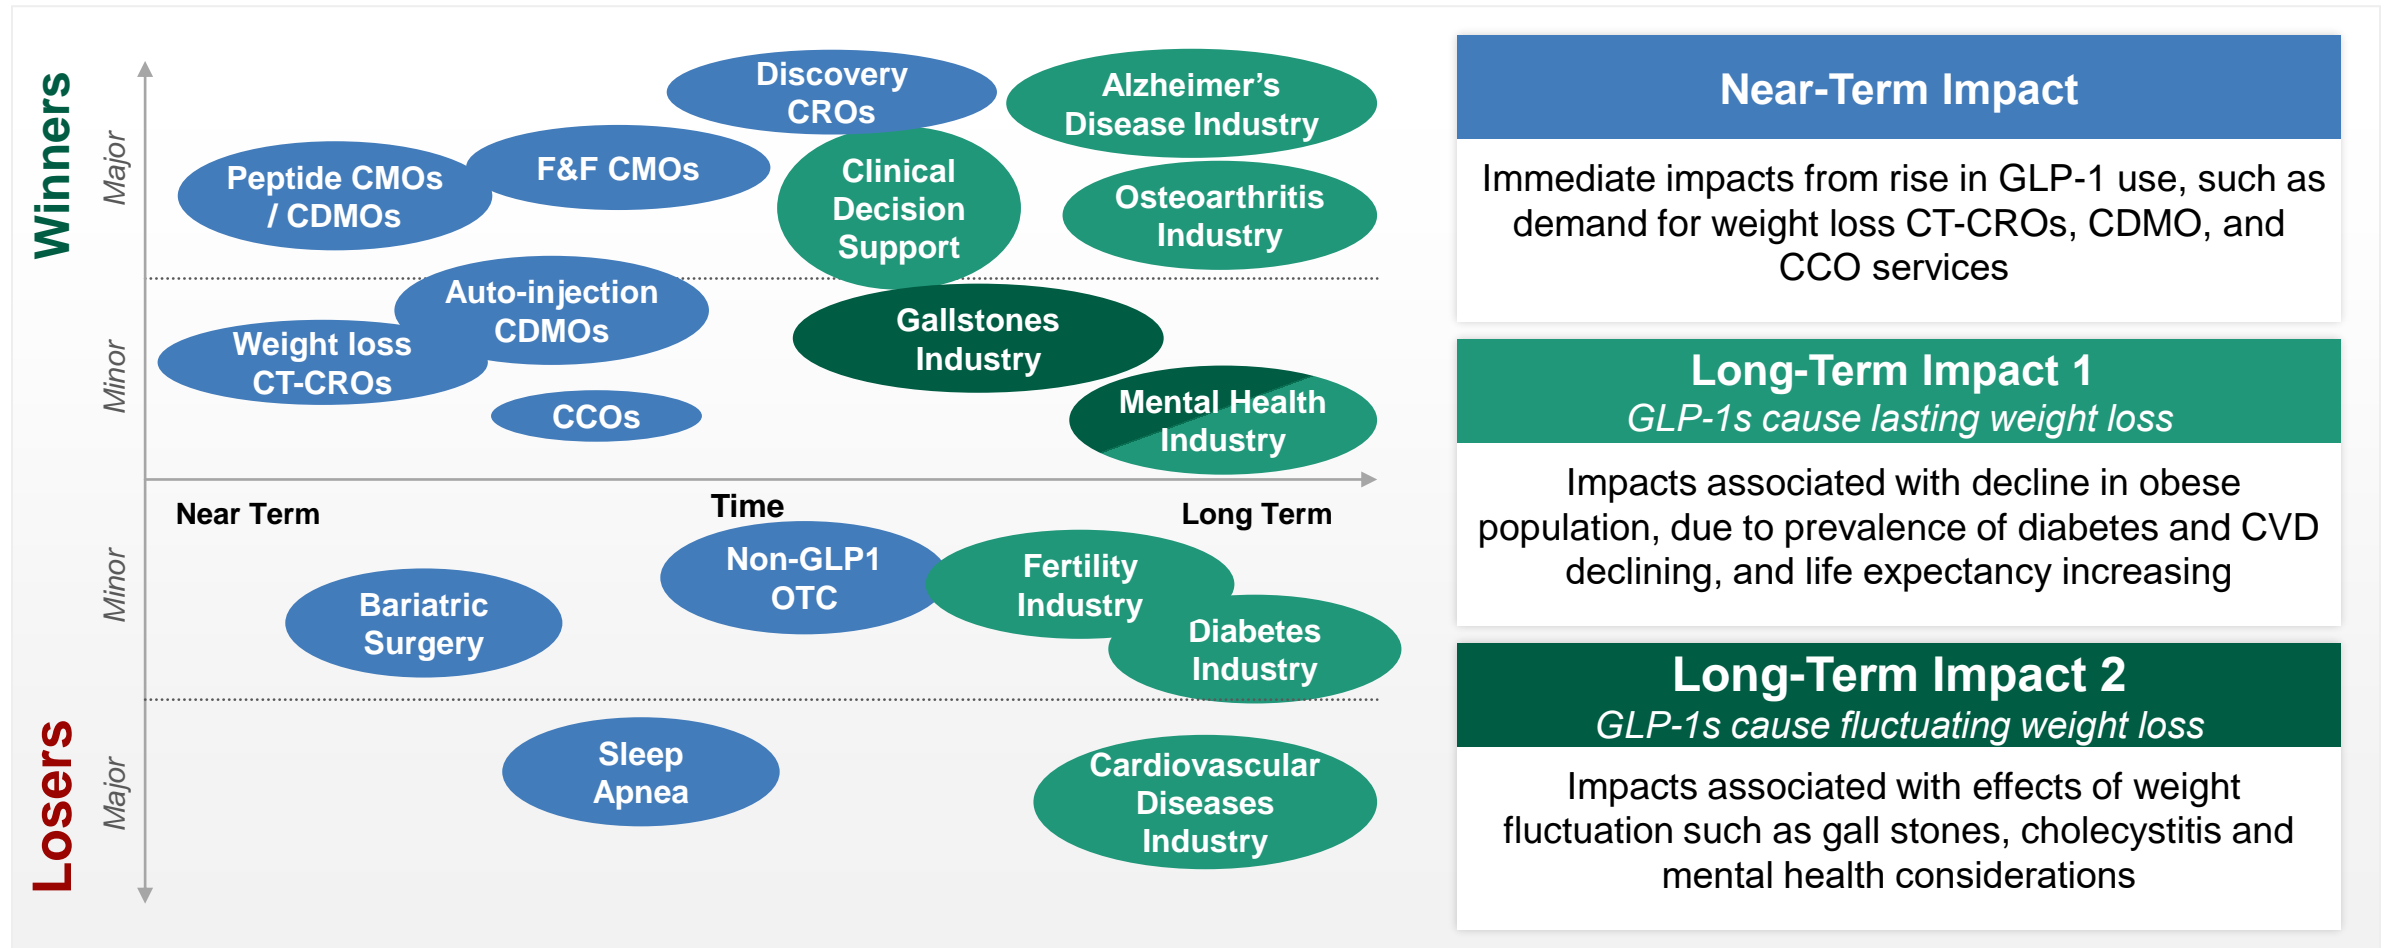 Winners
Major
Minor
Discovery
CROs
Alzheimer’s
Disease Industry
Peptide CMOs
/ CDMOs
F&F CMOs
Clinical
Decision
Support
Osteoarthritis
Industry
Auto-injection
CDMOs
Weight loss
CT-CROs
CCOs
Gallstones
Industry
Mental Health
Industry
Near Term
Time
Long Term
Losers
Minor
Major
Bariatric
Surgery
Non-GLP1
OTC
Fertility
Industry
Diabetes
Industry
Sleep
Apnea
Cardiovascular
Diseases
Industry
Near-Term Impact
Immediate impacts from rise in GLP-1 use, such as
demand for weight loss CT-CROs, CDMO, and
CCO services
Long-Term Impact 1
GLP-1s cause lasting weight loss
Impacts associated with decline in obese
population, due to prevalence of diabetes and CVD
declining, and life expectancy increasing
Long-Term Impact 2
GLP-1s cause fluctuating weight loss
Impacts associated with effects of weight
fluctuation such as gall stones, cholecystitis and
mental health considerations